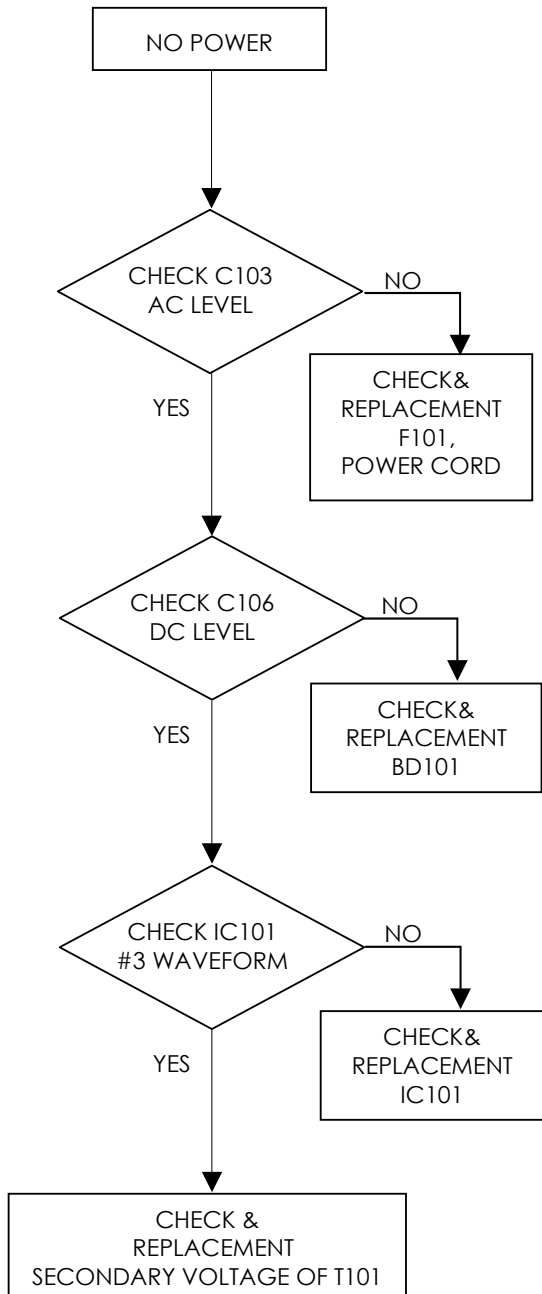 NO POWER
CHECK C103
AC LEVEL
NO
YES
CHECK&
REPLACEMENT
F101,
POWER CORD
CHECK C106
DC LEVEL
NO
YES
CHECK&
REPLACEMENT
BD101
CHECK IC101
#3 WAVEFORM
NO
YES
CHECK&
REPLACEMENT
IC101
CHECK &
REPLACEMENT
SECONDARY VOLTAGE OF T101